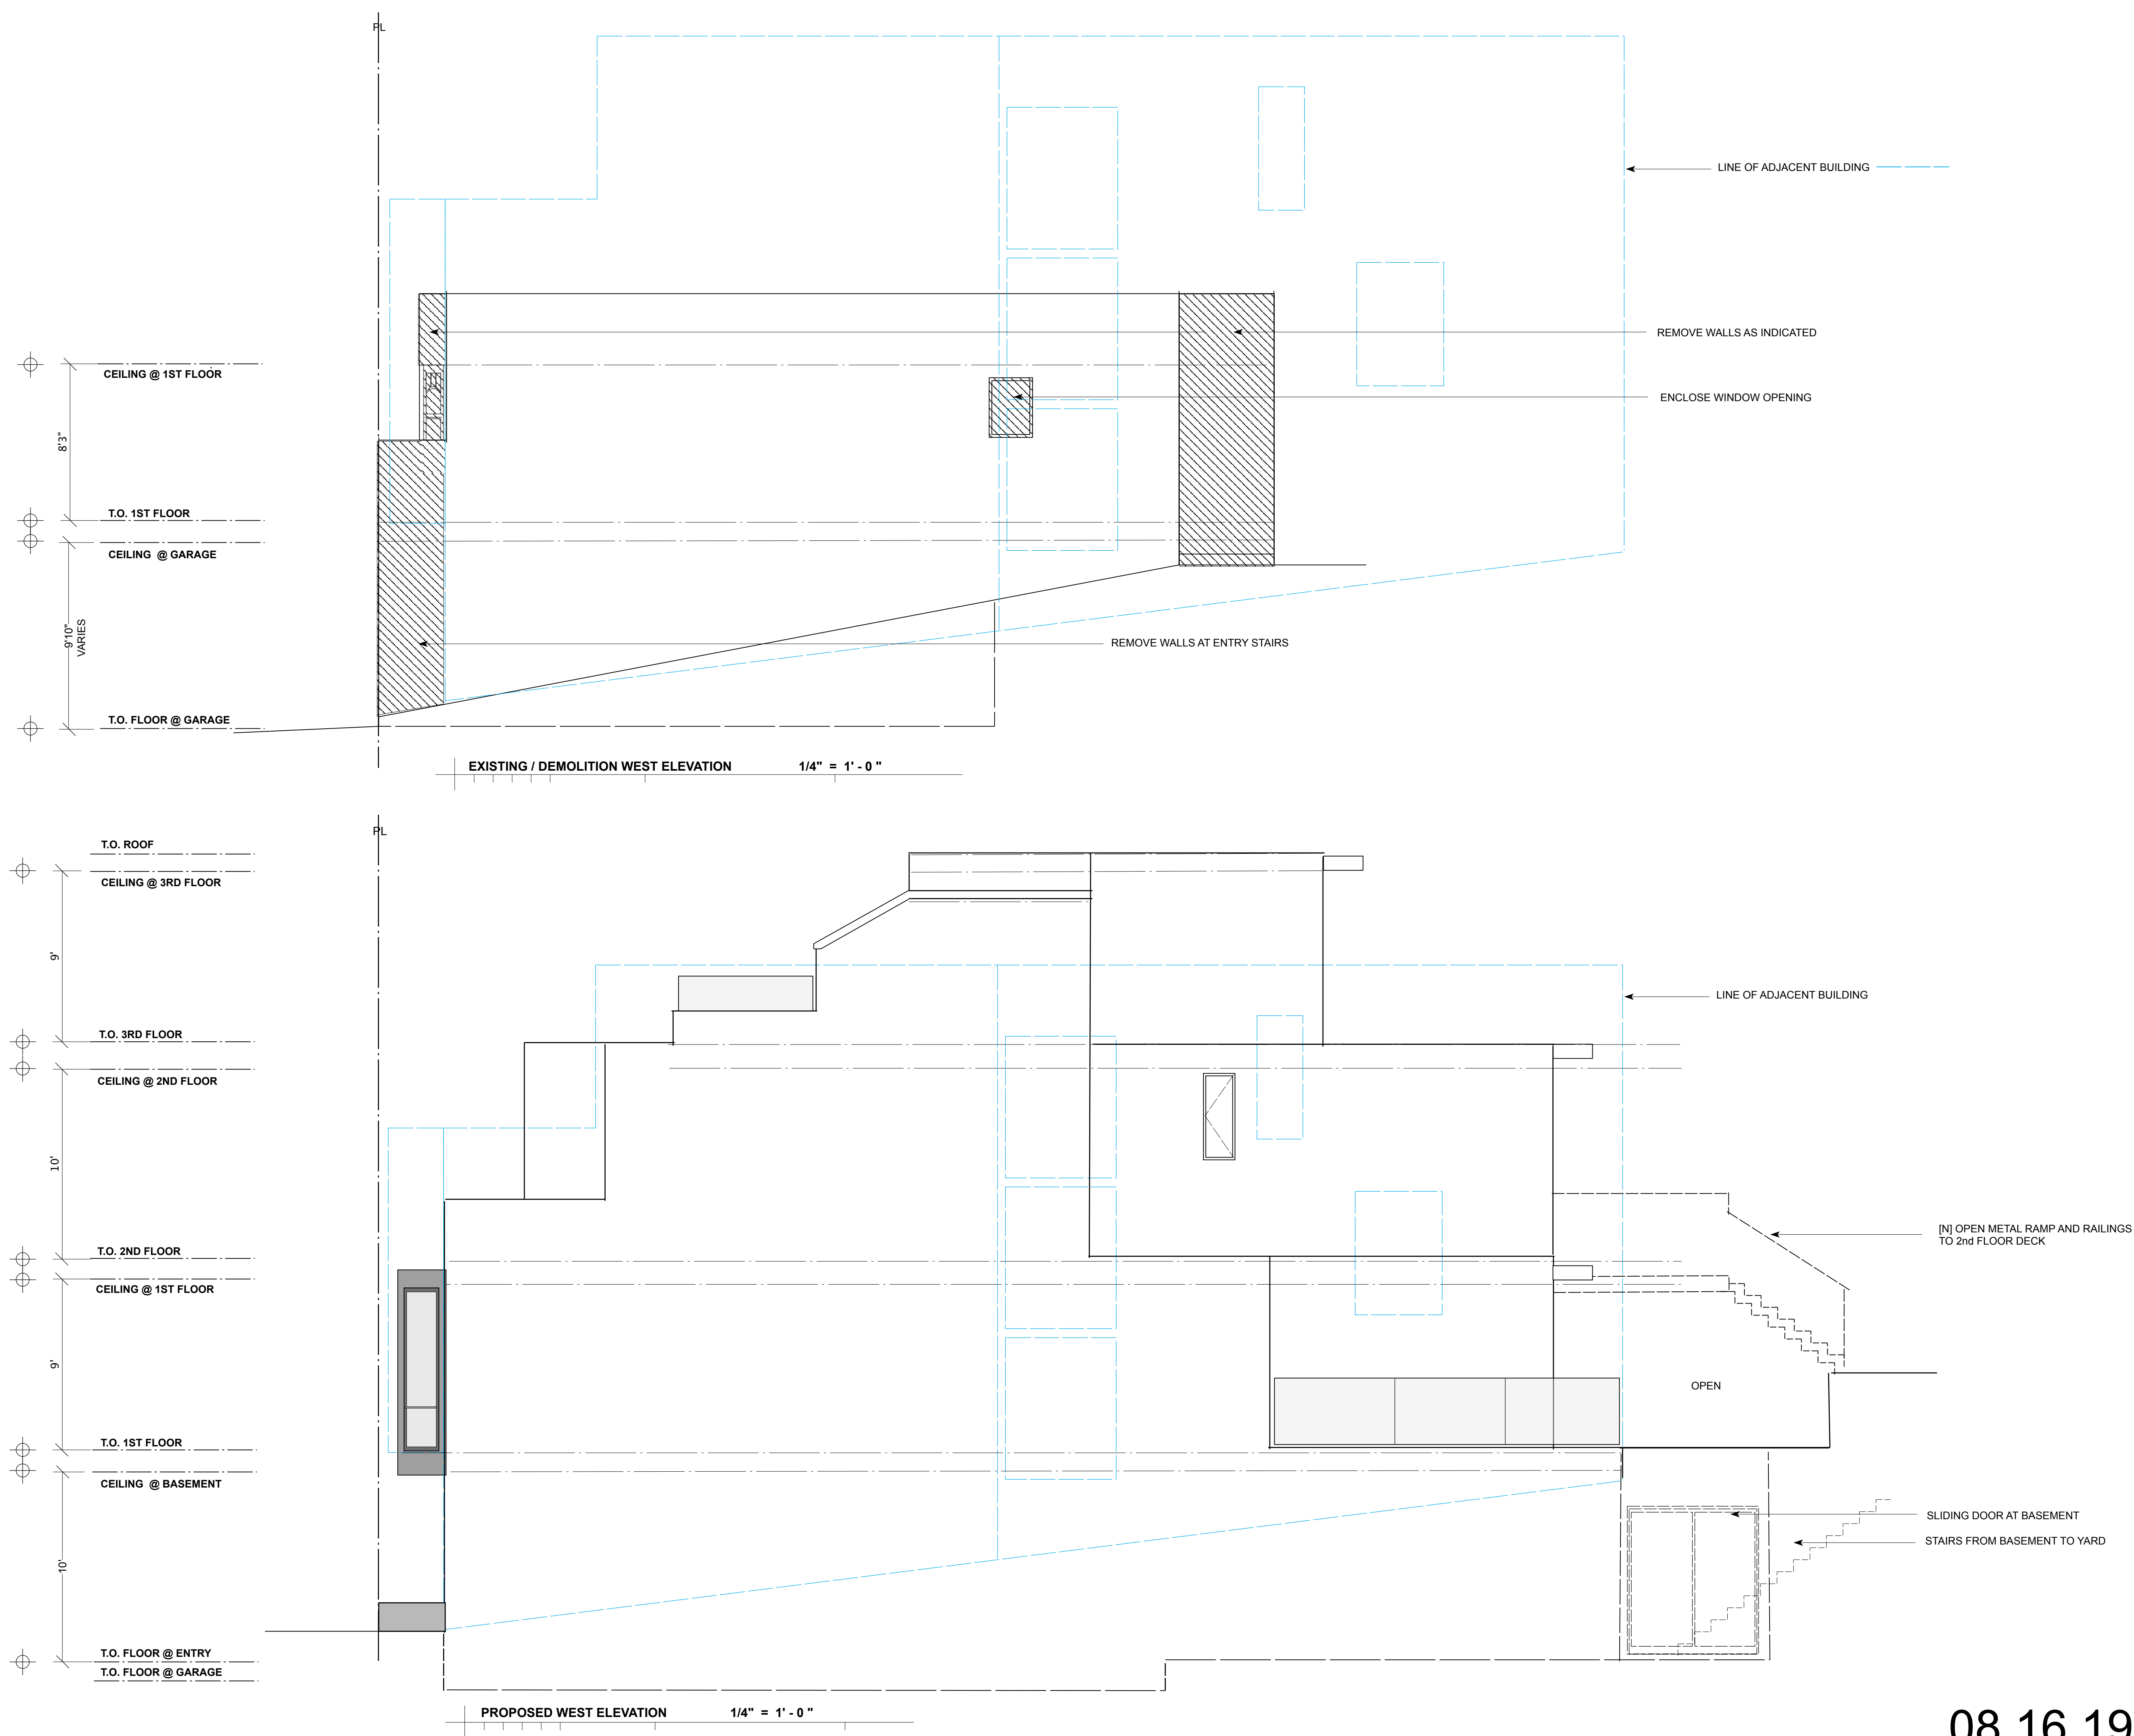 PL
LINE OF ADJACENT BUILDING
REMOVE WALLS AS INDICATED
CEILING @ 1ST FLOOR
ENCLOSE WINDOW OPENING
8'3"
T.O. 1ST FLOOR
CEILING @ GARAGE
9'10"
VARIES
REMOVE WALLS AT ENTRY STAIRS
T.O. FLOOR @ GARAGE
EXISTING / DEMOLITION WEST ELEVATION 1/4" = 1' - 0 "
PL
T.O. ROOF
CEILING @ 3RD FLOOR
9'
LINE OF ADJACENT BUILDING
T.O. 3RD FLOOR
CEILING @ 2ND FLOOR
10'
[N] OPEN METAL RAMP AND RAILINGS
TO 2nd FLOOR DECK
T.O. 2ND FLOOR
CEILING @ 1ST FLOOR
9'
OPEN
T.O. 1ST FLOOR
CEILING @ BASEMENT
SLIDING DOOR AT BASEMENT
STAIRS FROM BASEMENT TO YARD
10'
T.O. FLOOR @ ENTRY
T.O. FLOOR @ GARAGE
PROPOSED WEST ELEVATION 1/4" = 1' - 0 "
08.16.19